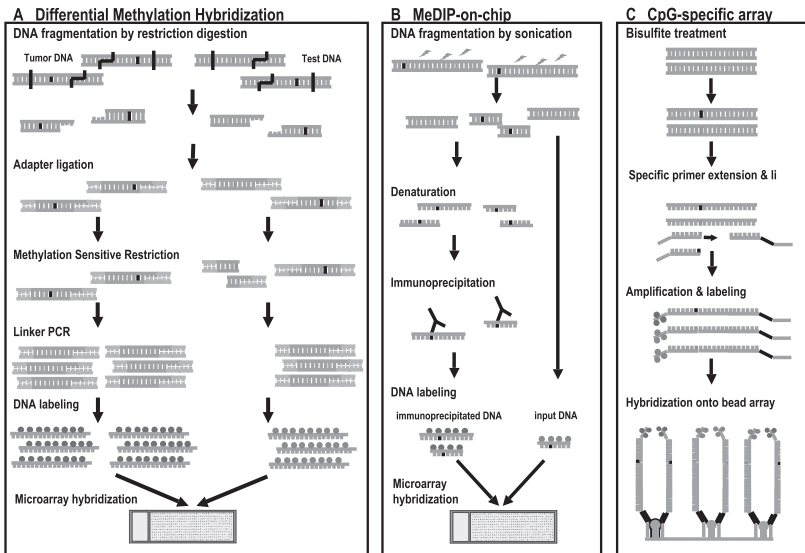 A Differential Methylation Hybridization
DNA fragmentation by restriction digestion
Tumor DNA
Test DNA
Adapter ligation
Methylation Sensitive Restriction
Linker PCR
DNA labeling
Microarray hybridization
B MeDIP-on-chip
DNA fragmentation by sonication
Denaturation
Immunoprecipitation
DNA labeling
immunoprecipitated DNA
input DNA
Microarray
hybridization
C CpG-specific array
Bisulfite treatment
Specific primer extension & li
Amplification & labeling
Hybridization onto bead array